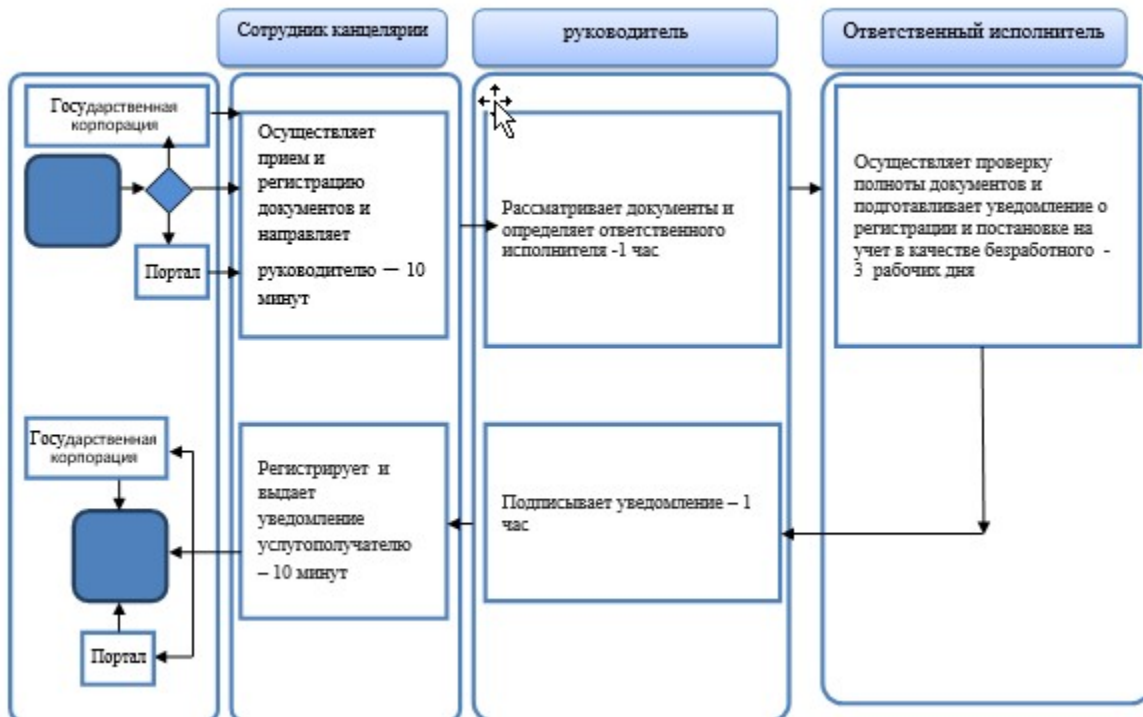 Сотрудник канцелярии
руководитель
Ответственный исполнитель
Государственная
корпорация
Портал
Осуществляет
прием и
регистрацию
документов и
направляет
руководителю — 10
минут
Рассматривает документы и
определяет ответственного
исполнителя -1 час
Осуществляет проверку
полноты документов и
подготавливает уведомление о
регистрации и постановке на
учет в качестве безработного -
3 рабочих дня
Государственная
корпорация
Портал
Регистрирует и
выдает
уведомление
услугополучателю
– 10 минут
Подписывает уведомление – 1
час